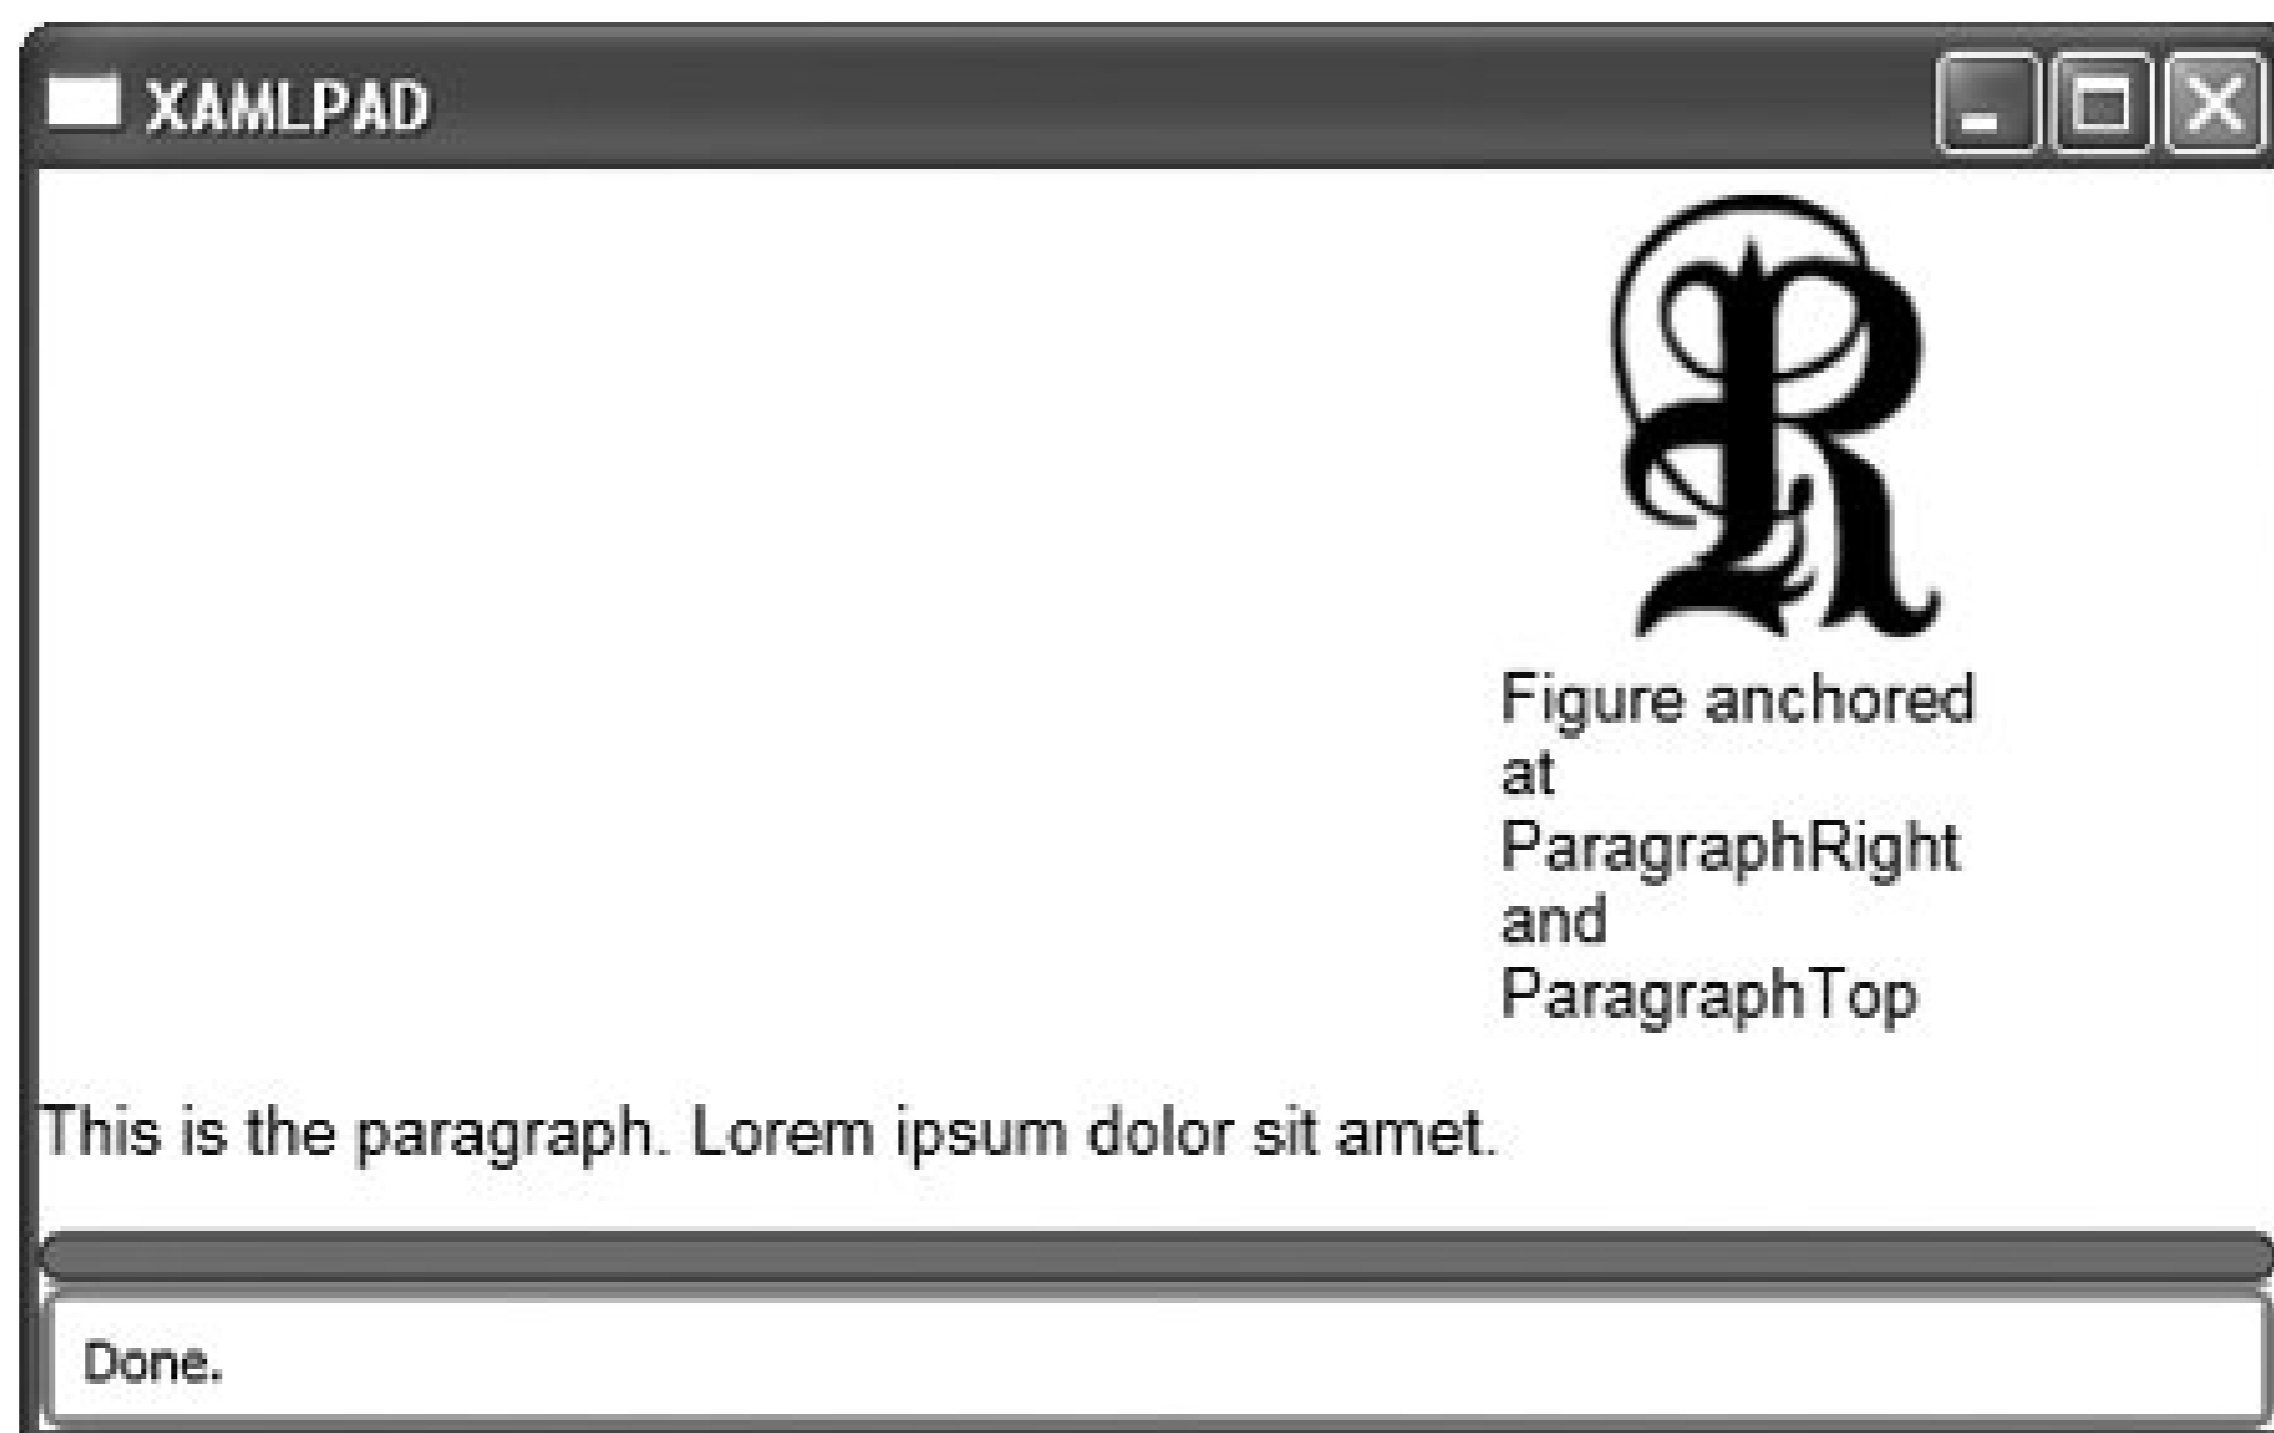 XAMLPAD
R
Figure anchored
at
ParagraphRight
and
ParagraphTop
This is the paragraph. Lorem ipsum dolor sit amet.
Done.